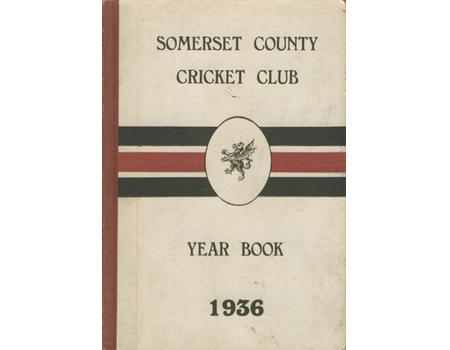 SOMERSET COUNTY
CRICKET CLUB
YEAR BOOK
1936